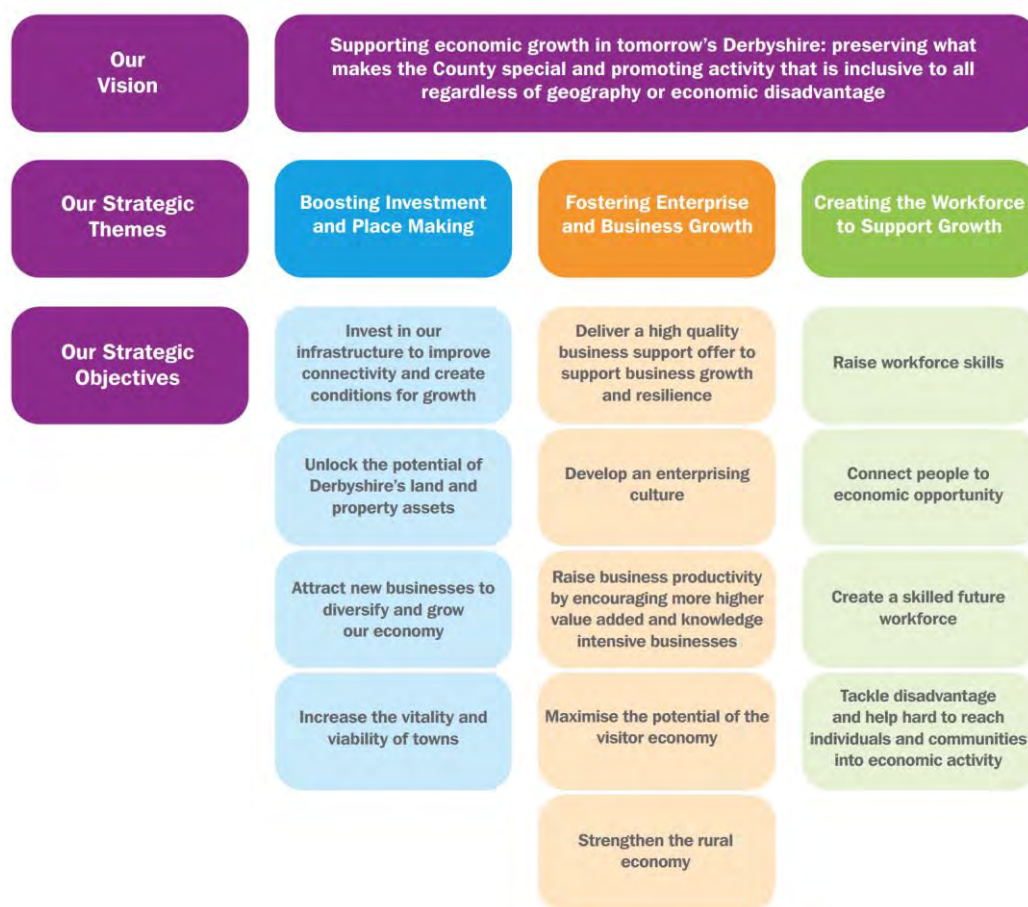 Our
Vision
Supporting economic growth in tomorrow's Derbyshire: preserving what
makes the County special and promoting activity that is inclusive to all
regardless of geography or economic disadvantage
Our Strategic
Themes
Boosting Investment
and Place Making
Fostering Enterprise
and Business Growth
Creating the Workforce
to Support Growth
Our Strategic
Objectives
Invest in our
infrastructure to improve
connectivity and create
conditions for growth
Deliver a high quality
business support offer to
support business growth
and resilience
Raise workforce skills
Unlock the potential of
Derbyshire's land and
property assets
Develop an enterprising
culture
Connect people to
economic opportunity
Attract new businesses to
diversify and grow
our economy
Raise business productivity
by encouraging more higher
value added and knowledge
intensive businesses
Create a skilled future
workforce
Increase the vitality and
viability of towns
Maximise the potential of the
visitor economy
Tackle disadvantage
and help hard to reach
individuals and communities
into economic activity
Strengthen the rural
economy